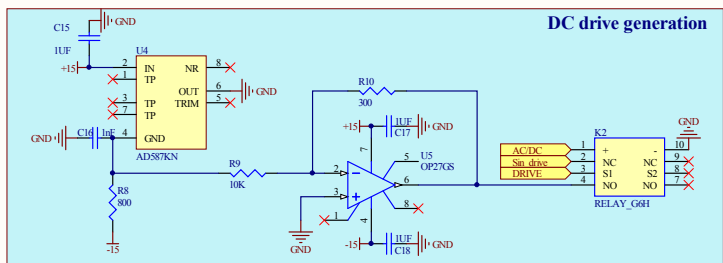 DC drive generation
C15
GND
1UF
+15
U4
2 IN
1 TP
3 TP
7 TP
4 GND
NR 8
OUT 6
TRIM 5
GND
AD587KN
GND
C16 1nF
R8
800
-15
R9
10K
R10
300
+15
1UF
C17
GND
7
U5
OP27GS
2
3
5
6
1
8
4
GND
-15
1UF
C18
GND
K2
AC/DC 1 +
Sin_drive 2 NC
DRIVE 3 S1
4 NO
- 10
NC 9
S2 8
NO 7
GND
RELAY_G6H